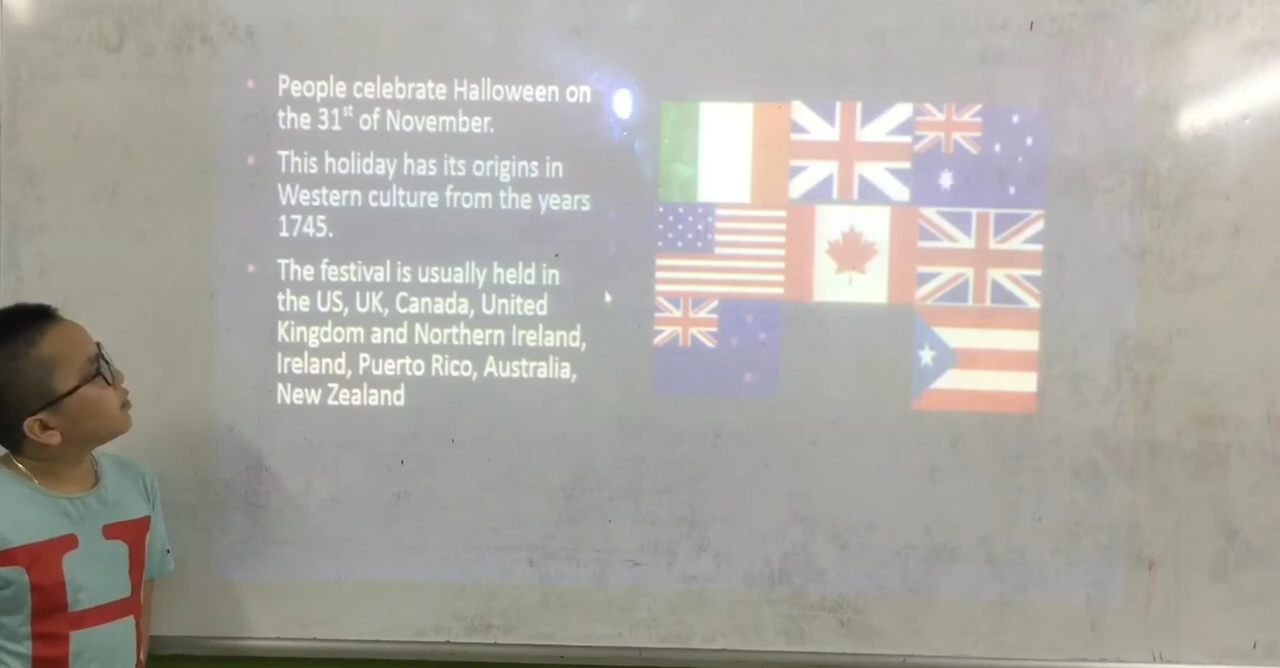 People celebrate Halloween on
the 31st of November.
This holiday has its origins in
Western culture from the years
1745.
The festival is usually held in
the US, UK, Canada, United
Kingdom and Northern Ireland,
Ireland, Puerto Rico, Australia,
New Zealand
H